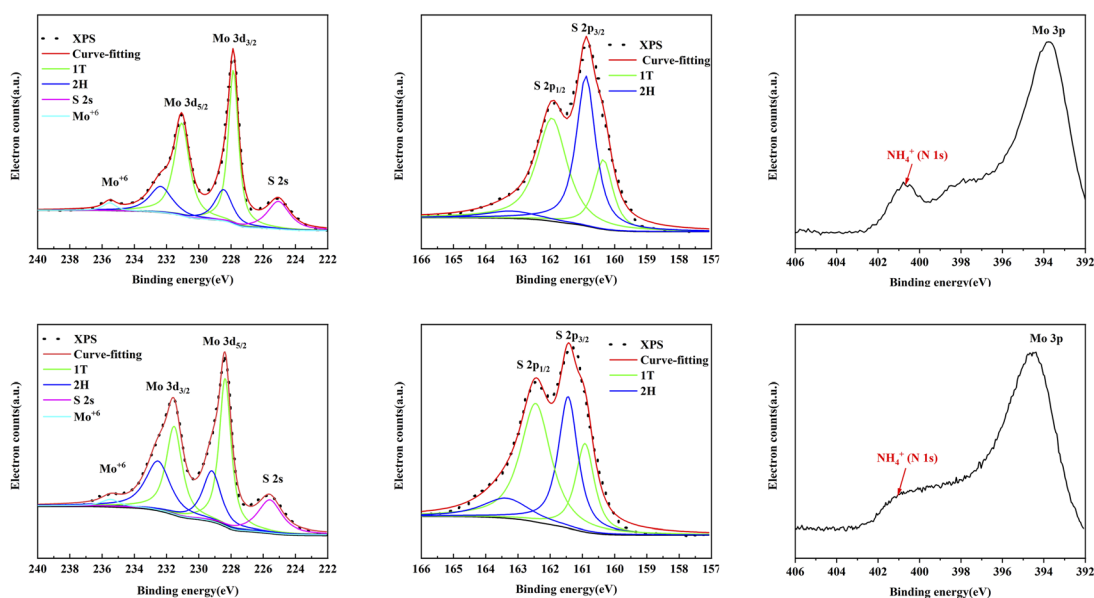 XPS
Curve-fitting
1T
2H
S 2s
Mo+6
Mo 3d3/2
Mo 3d5/2
Mo+6
S 2s
Electron counts(a.u.)
240 238 236 234 232 230 228 226 224 222
Binding energy(eV)
S 2p3/2
S 2p1/2
XPS
Curve-fitting
1T
2H
Electron counts(a.u.)
166 165 164 163 162 161 160 159 158 157
Binding energy(eV)
Mo 3p
NH4+ (N 1s)
Electron counts(a.u.)
406 404 402 400 398 396 394 392
Binding energy(eV)
XPS
Curve-fitting
1T
2H
S 2s
Mo+6
Mo 3d5/2
Mo 3d3/2
Mo+6
S 2s
Electron counts(a.u.)
240 238 236 234 232 230 228 226 224 222
Binding energy(eV)
S 2p3/2
S 2p1/2
XPS
Curve-fitting
1T
2H
Electron counts(a.u.)
166 165 164 163 162 161 160 159 158 157
Binding energy(eV)
Mo 3p
NH4+ (N 1s)
Electron counts(a.u.)
406 404 402 400 398 396 394 392
Binding energy(eV)